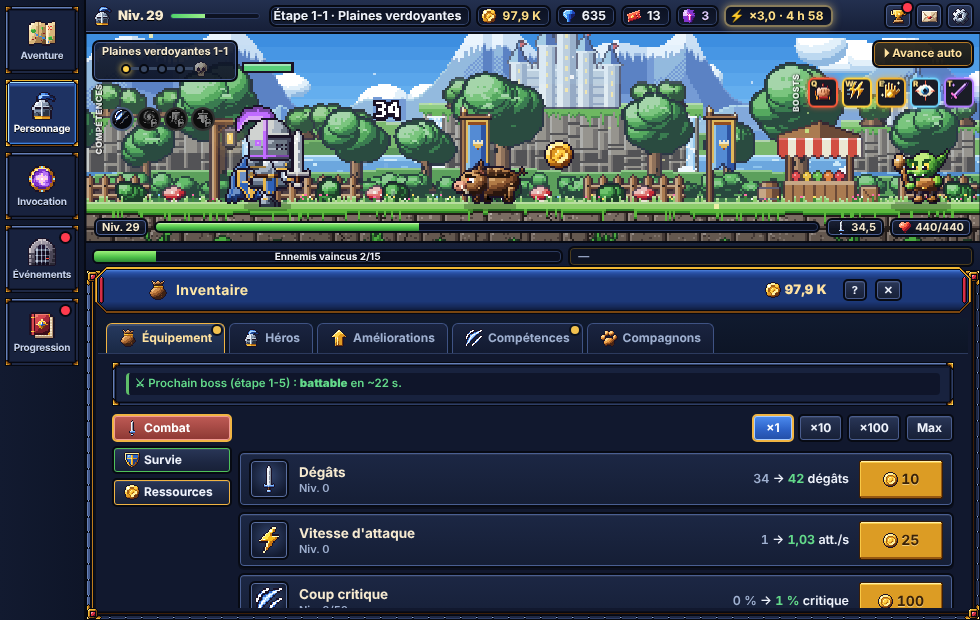 Niv. 29
Étape 1-1 · Plaines verdoyantes
97,9 K
635
13
3
×3,0 · 4 h 58
Aventure
Personnage
Invocation
Événements
Progression
Plaines verdoyantes 1-1
Avance auto
COMPÉTENCES
BOOSTS
34
Niv. 29
34,5
440/440
Ennemis vaincus 2/15
—
Inventaire
97,9 K
?
×
Équipement
Héros
Améliorations
Compétences
Compagnons
⚔ Prochain boss (étape 1-5) : battable en ~22 s.
Combat
Survie
Ressources
×1
×10
×100
Max
Dégâts
Niv. 0
34 → 42 dégâts
10
Vitesse d'attaque
Niv. 0
1 → 1,03 att./s
25
Coup critique
0 % → 1 % critique
100